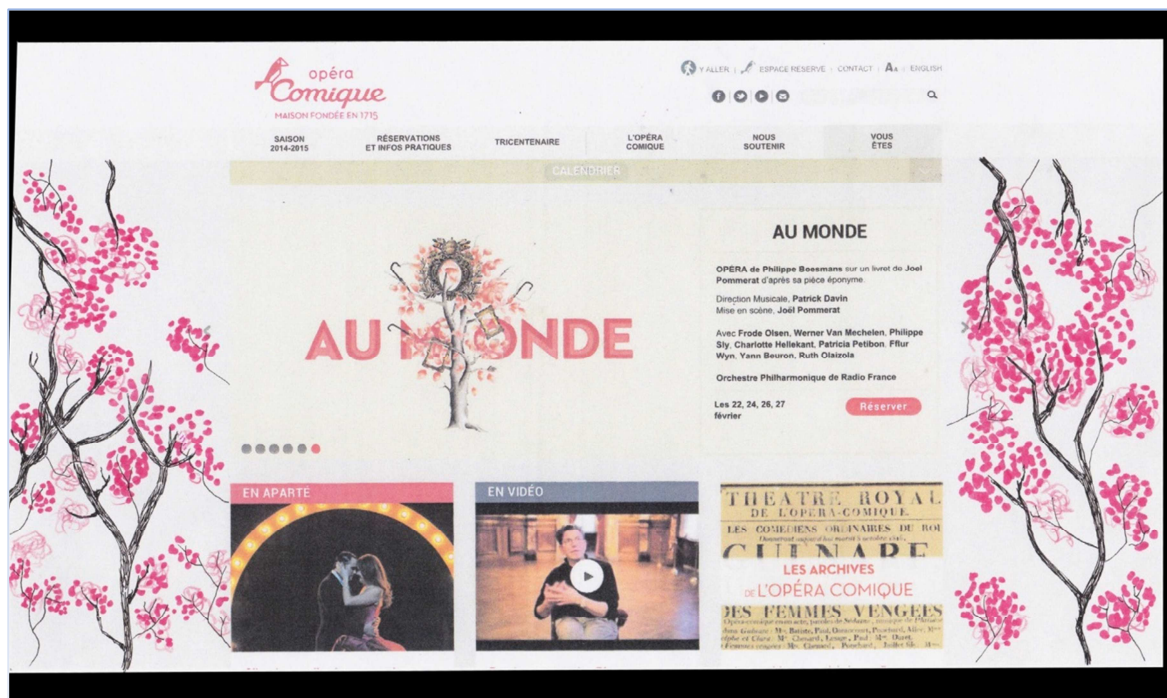 opéra
Comique
MAISON FONDÉE EN 1715
Y ALLER | ESPACE RÉSERVÉ | CONTACT | AA | ENGLISH
SAISON
2014-2015
RÉSERVATIONS
ET INFOS PRATIQUES
TRICENTENAIRE
L'OPÉRA
COMIQUE
NOUS
SOUTENIR
VOUS
ÊTES
CALENDRIER
AU MONDE
AU MONDE
OPÉRA de Philippe Boesmans sur un livret de Joel
Pommerat d'après sa pièce éponyme.
Direction Musicale, Patrick Davin
Mise en scène, Joël Pommerat
Avec Frode Olsen, Werner Van Mechelen, Philippe
Sly, Charlotte Hellekant, Patricia Petibon. Fflur
Wyn, Yann Beuron, Ruth Olaizola
Orchestre Philharmonique de Radio France
Les 22, 24, 26, 27
février
Réserver
EN APARTÉ
EN VIDÉO
THEATRE ROYAL
DE L'OPERA-COMIQUE
LES COMÉDIENS ORDINAIRES DU ROI
LES ARCHIVES
DE L'OPÉRA COMIQUE
DES FEMMES VENGEES